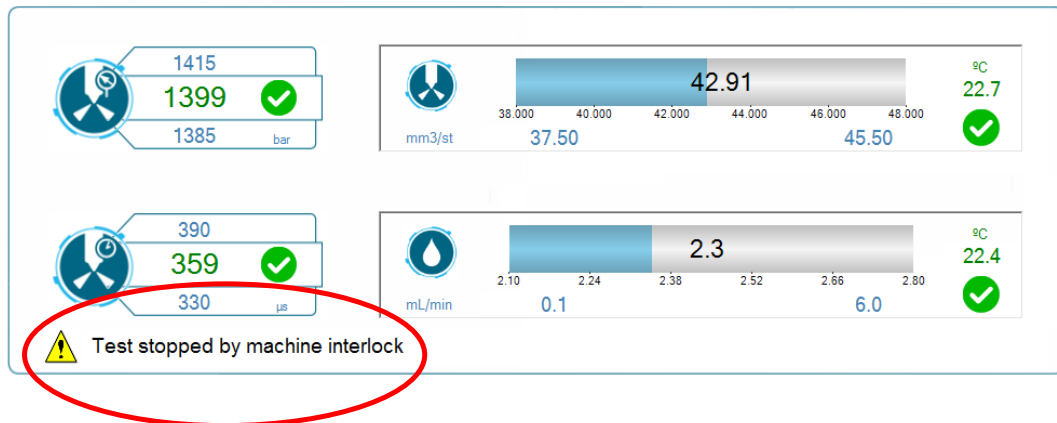 1415
1399
1385 bar
42.91
38.000 40.000 42.000 44.000 46.000 48.000
mm3/st 37.50 45.50
ºC
22.7
390
359
330 µs
2.3
2.10 2.24 2.38 2.52 2.66 2.80
mL/min 0.1 6.0
ºC
22.4
Test stopped by machine interlock